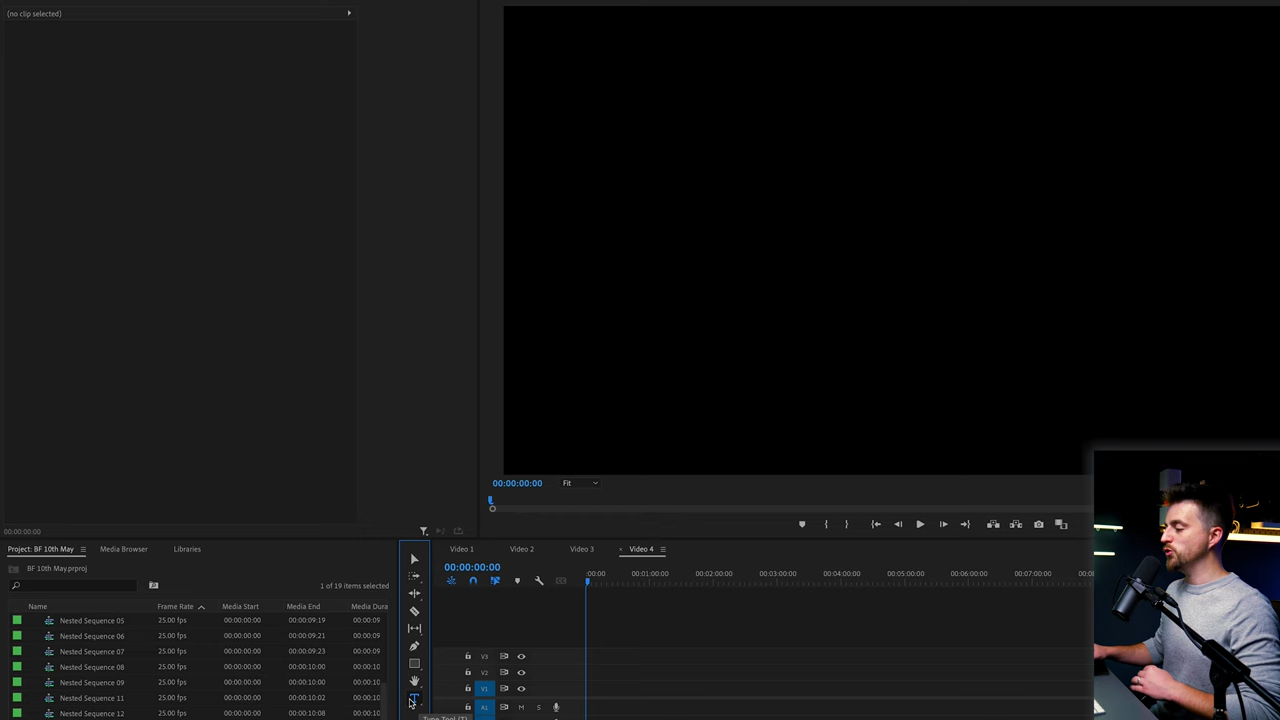 (no clip selected)
00:00:00:00 Fit
00:00:00:00
Project: BF 10th May Media Browser Libraries
Video 1 Video 2 Video 3 × Video 4
BF 10th May.prproj
00:00:00:00
1 of 19 items selected
:00:00 00:01:00:00 00:02:00:00 00:03:00:00 00:04:00:00 00:05:00:00 00:06:00:00 00:07:00:00
Name Frame Rate Media Start Media End Media Dura
Nested Sequence 05 25.00 fps 00:00:00:00 00:00:09:19 00:00:09
Nested Sequence 06 25.00 fps 00:00:00:00 00:00:09:21 00:00:09
Nested Sequence 07 25.00 fps 00:00:00:00 00:00:09:23 00:00:09
Nested Sequence 08 25.00 fps 00:00:00:00 00:00:10:00 00:00:10
Nested Sequence 09 25.00 fps 00:00:00:00 00:00:10:00 00:00:10
Nested Sequence 11 25.00 fps 00:00:00:00 00:00:10:02 00:00:10
Nested Sequence 12 25.00 fps 00:00:00:00 00:00:10:08 00:00:10
V3
V2
V1
A1 M S
Type Tool (T)